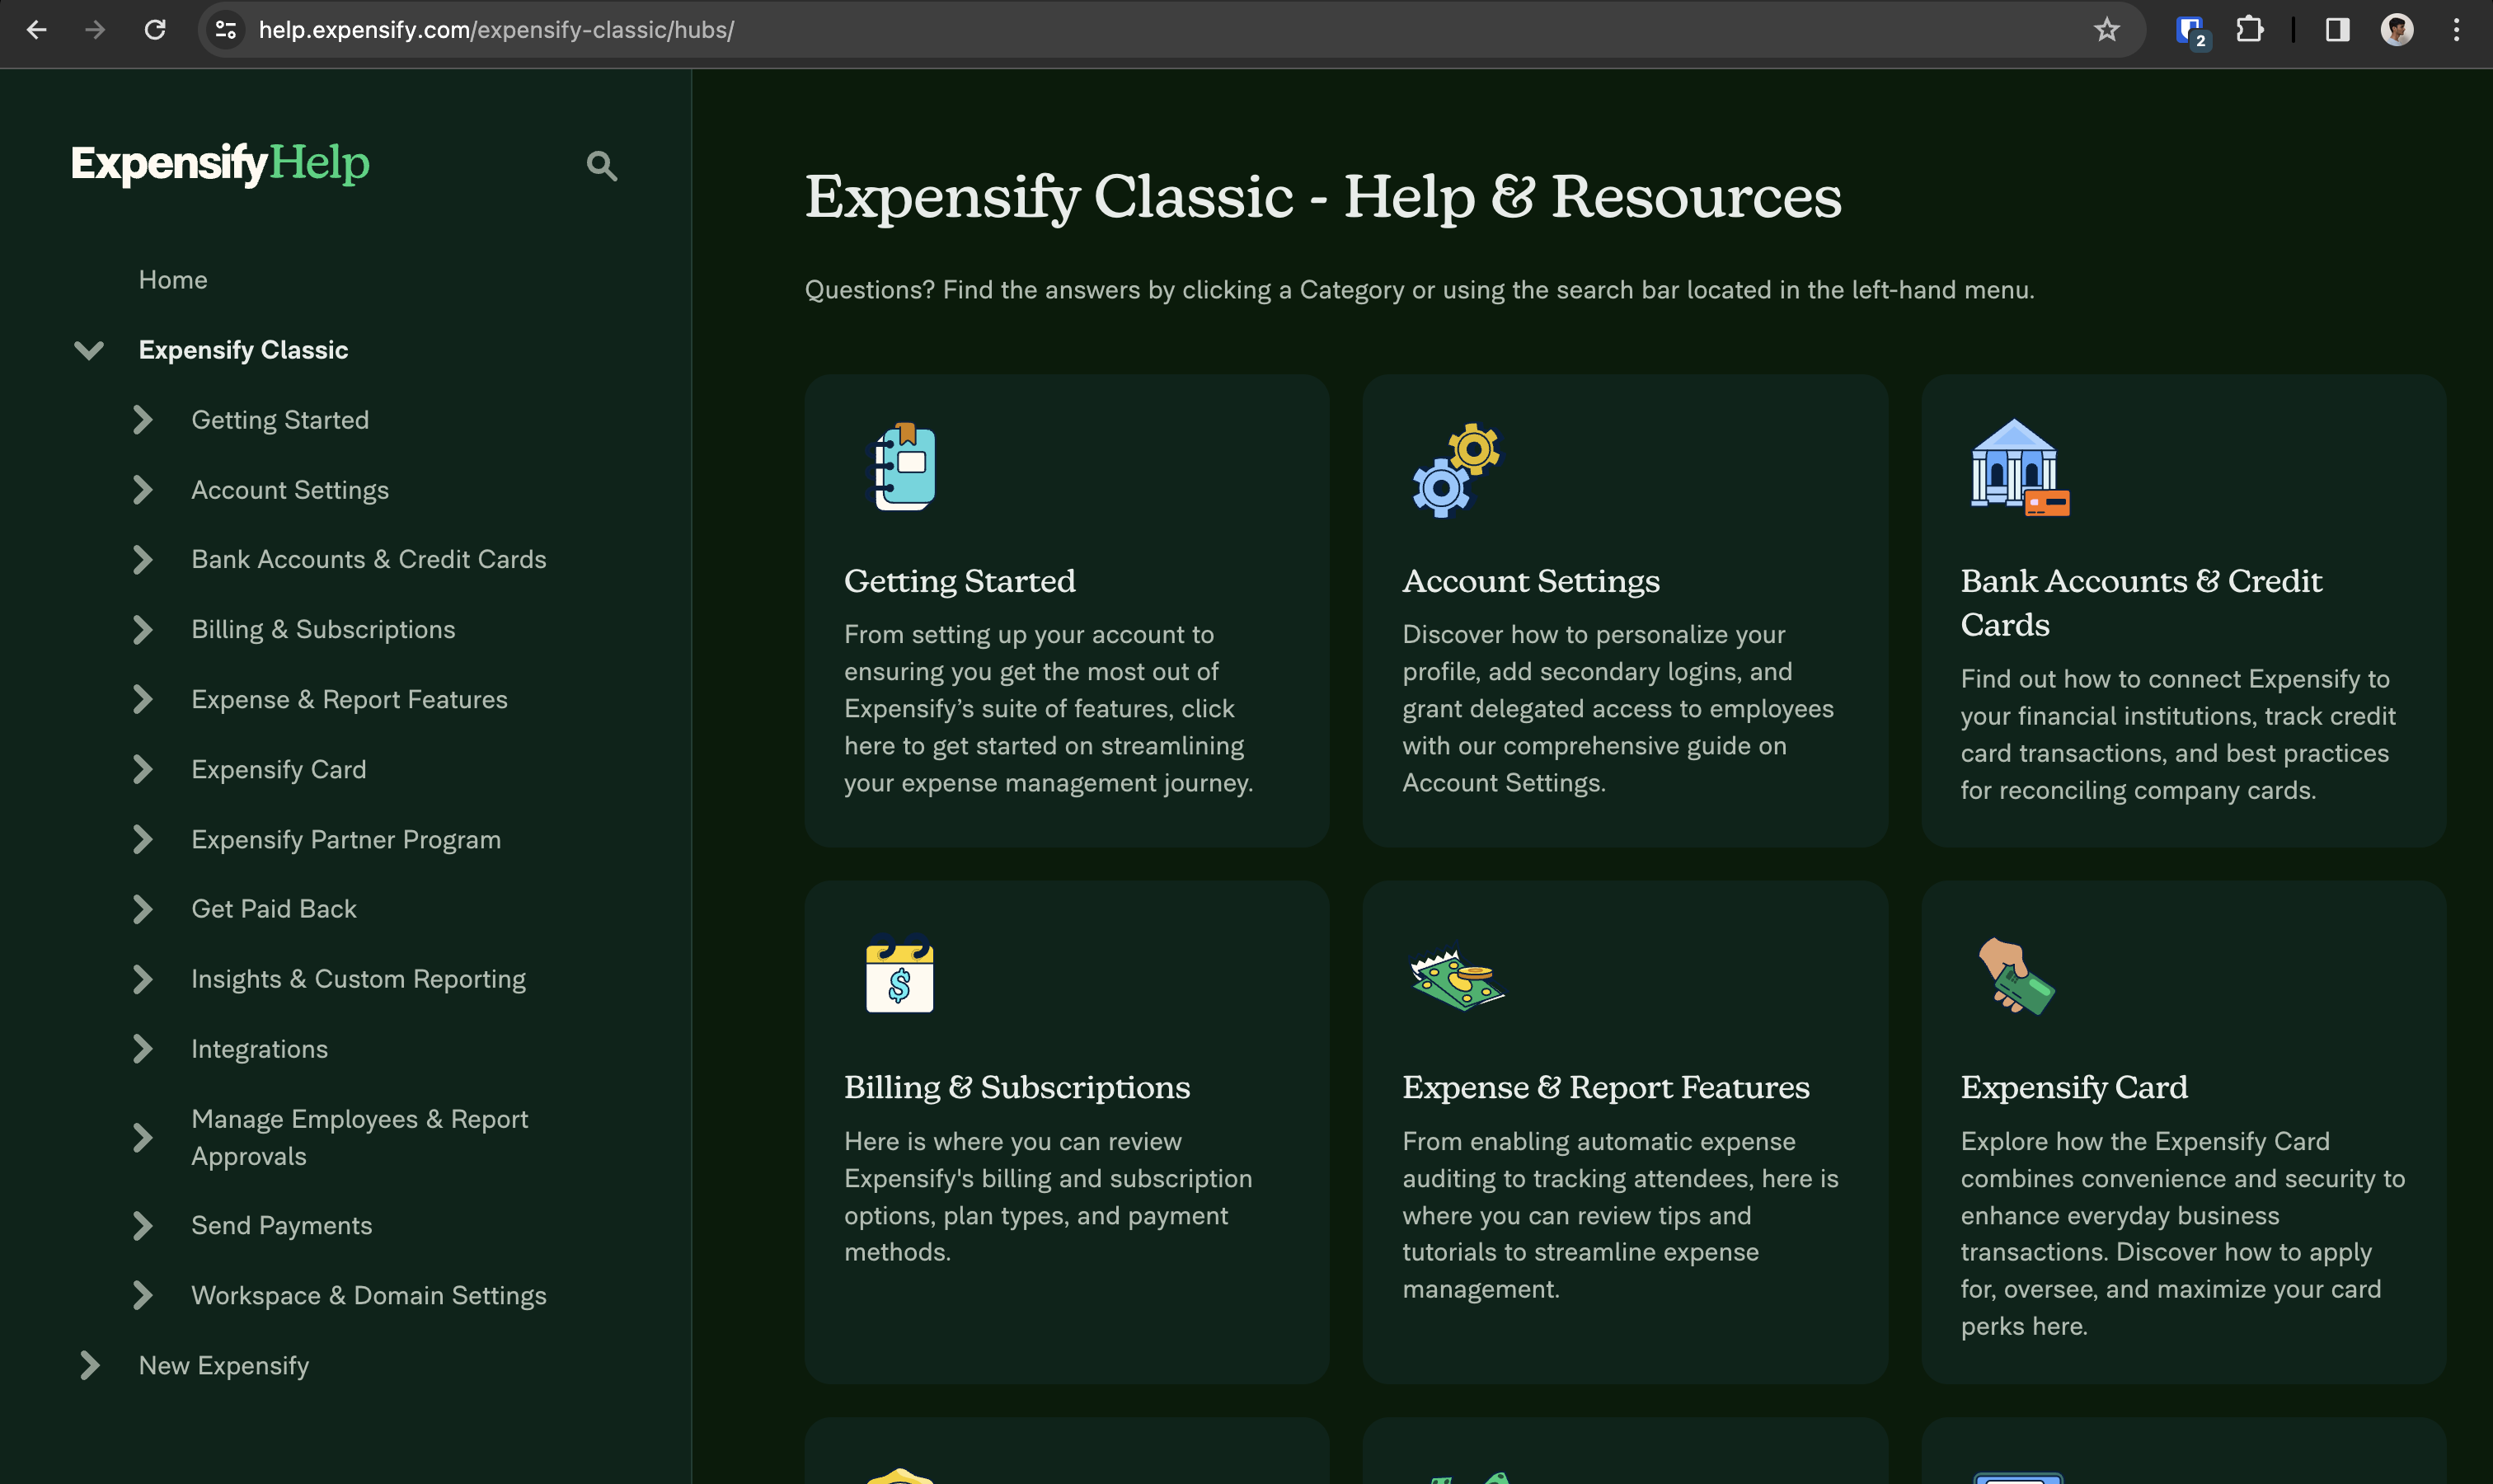 help.expensify.com/expensify-classic/hubs/
2
ExpensifyHelp
Home
Expensify Classic
Getting Started
Account Settings
Bank Accounts & Credit Cards
Billing & Subscriptions
Expense & Report Features
Expensify Card
Expensify Partner Program
Get Paid Back
Insights & Custom Reporting
Integrations
Manage Employees & Report
Approvals
Send Payments
Workspace & Domain Settings
New Expensify
Expensify Classic - Help & Resources
Questions? Find the answers by clicking a Category or using the search bar located in the left-hand menu.
Getting Started
From setting up your account to
ensuring you get the most out of
Expensify’s suite of features, click
here to get started on streamlining
your expense management journey.
Account Settings
Discover how to personalize your
profile, add secondary logins, and
grant delegated access to employees
with our comprehensive guide on
Account Settings.
Bank Accounts & Credit
Cards
Find out how to connect Expensify to
your financial institutions, track credit
card transactions, and best practices
for reconciling company cards.
$
Billing & Subscriptions
Here is where you can review
Expensify's billing and subscription
options, plan types, and payment
methods.
Expense & Report Features
From enabling automatic expense
auditing to tracking attendees, here is
where you can review tips and
tutorials to streamline expense
management.
Expensify Card
Explore how the Expensify Card
combines convenience and security to
enhance everyday business
transactions. Discover how to apply
for, oversee, and maximize your card
perks here.